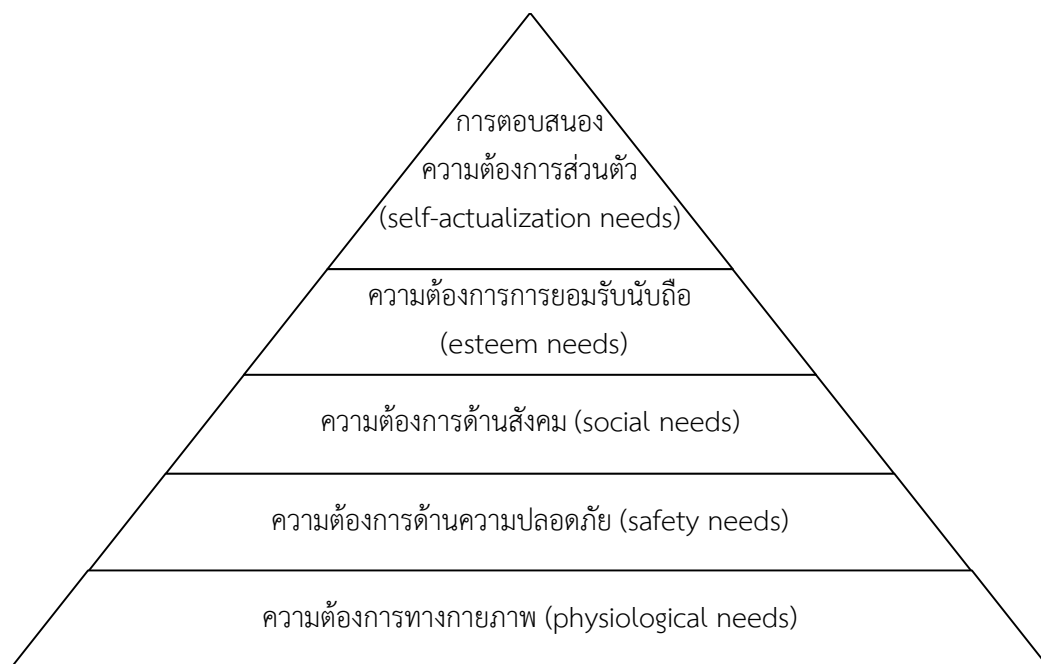 การตอบสนอง
ความต้องการส่วนตัว
(self-actualization needs)
ความต้องการการยอมรับนับถือ
(esteem needs)
ความต้องการด้านสังคม (social needs)
ความต้องการด้านความปลอดภัย (safety needs)
ความต้องการทางกายภาพ (physiological needs)